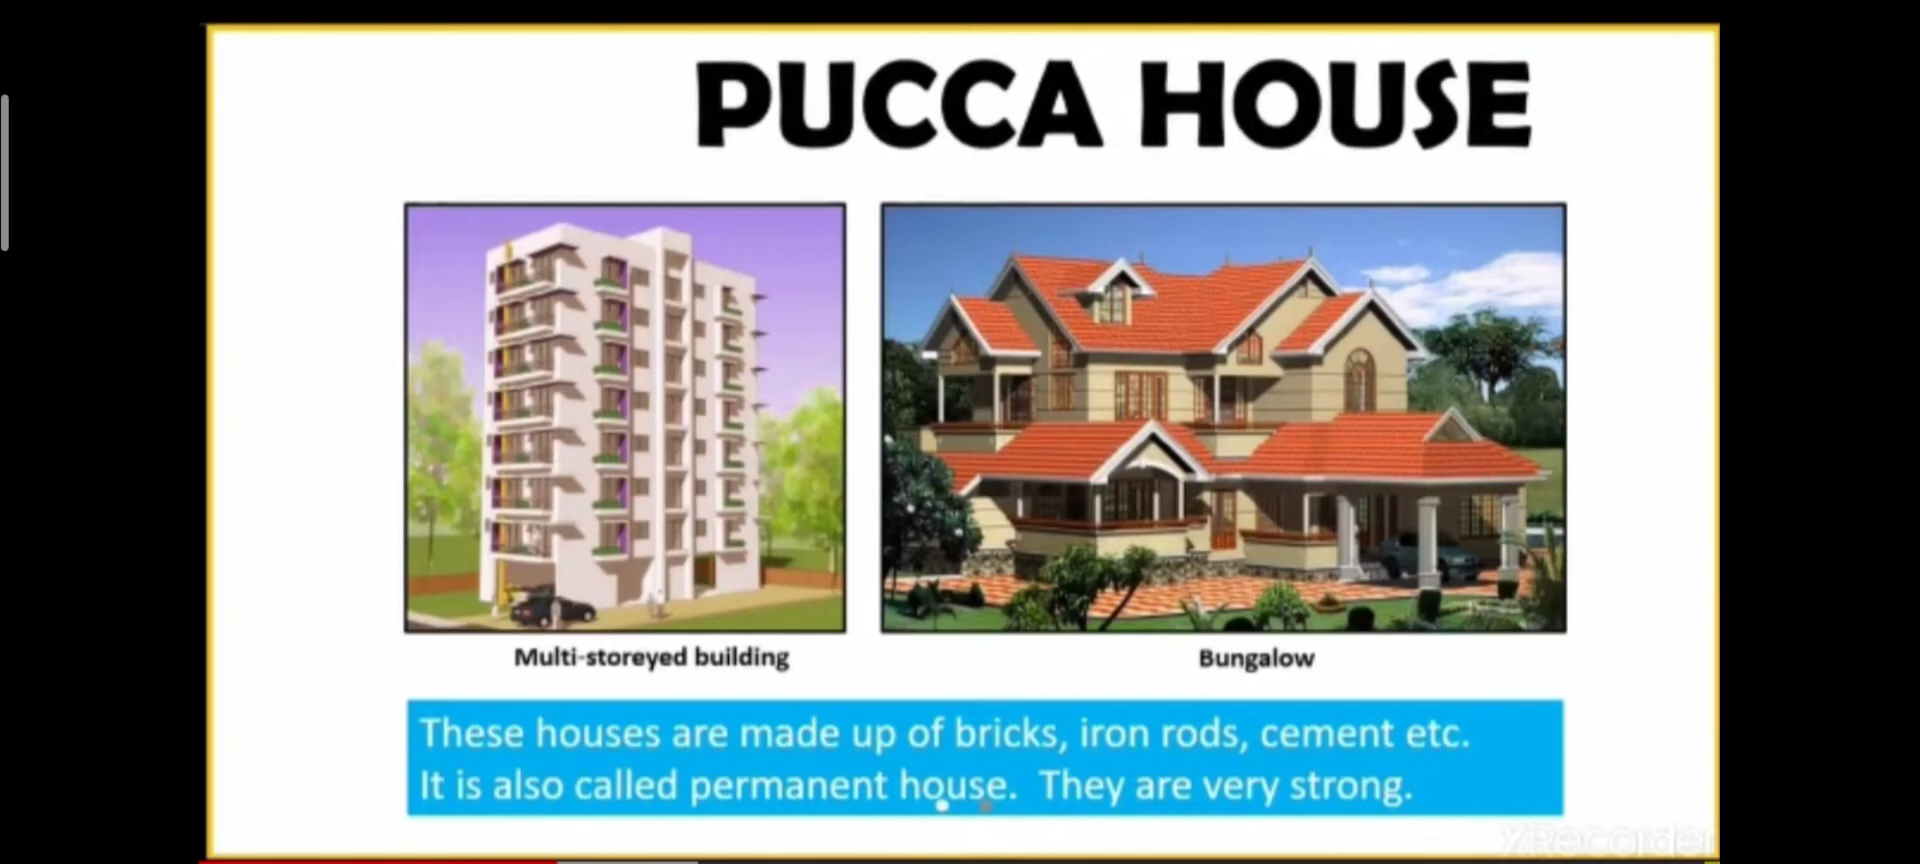 PUCCA HOUSE
Multi-storeyed building
Bungalow
These houses are made up of bricks, iron rods, cement etc.
It is also called permanent house. They are very strong.
XRecorder